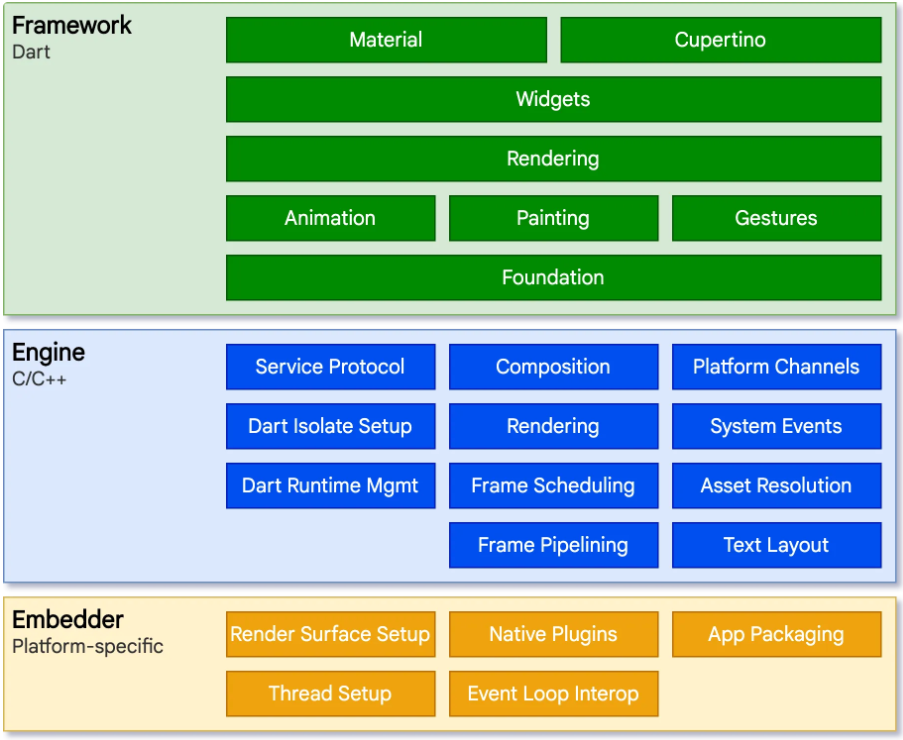 Framework
Dart
Material
Cupertino
Widgets
Rendering
Animation
Painting
Gestures
Foundation
Engine
C/C++
Service Protocol
Composition
Platform Channels
Dart Isolate Setup
Rendering
System Events
Dart Runtime Mgmt
Frame Scheduling
Asset Resolution
Frame Pipelining
Text Layout
Embedder
Platform-specific
Render Surface Setup
Native Plugins
App Packaging
Thread Setup
Event Loop Interop